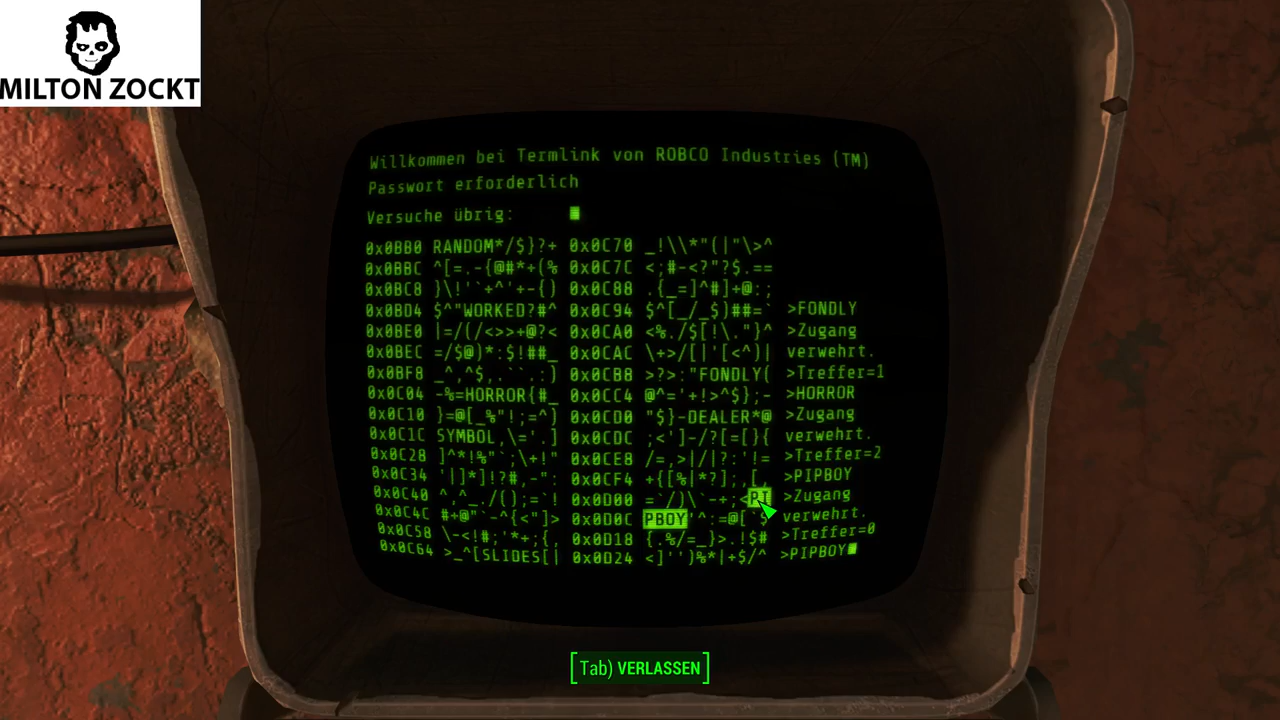 MILTON ZOCKT
Willkommen bei Termlink von ROBCO Industries (TM)
Passwort erforderlich
Versuche übrig: ■
0x0BB0 RANDOM*/$}?+ 0x0C70 _!\\*"(|"\>^
0x0BBC ^[=.-{@#*+(% 0x0C7C <;#-<?"?$.==
0x0BC8 }\!'`+^'+-{) 0x0C88 .{_=]^#]+@:;
0x0BD4 $^"WORKED?#^ 0x0C94 $^[_/_$)##=` >FONDLY
0x0BE0 |=/(/<>>+@?< 0x0CA0 <%./$[!\."}^ >Zugang
0x0BEC =/$@)*:$!##_ 0x0CAC \+>/[|'[<^)| verwehrt.
0x0BF8 _^,^$,.``,:) 0x0CB8 >?>:"FONDLY( >Treffer=1
0x0C04 -%=HORROR{#_ 0x0CC4 @^='+!>^$};- >HORROR
0x0C10 }=@[_%"!;=^) 0x0CD0 "$}-DEALER*@ >Zugang
0x0C1C SYMBOL,\='.] 0x0CDC ;<']-/?[=[}{ verwehrt.
0x0C28 ]^*!%"`;\+!" 0x0CE8 /=,>|/|?:'!= >Treffer=2
0x0C34 '|]*]!?#,-": 0x0CF4 +{[%|*?];,[, >PIPBOY
0x0C40 ^,^_./();=`! 0x0D00 =`/)\`-+;<PI >Zugang
0x0C4C #+@"`-^{<"]> 0x0D0C PBOY'^:=@[`$ verwehrt.
0x0C58 \-<!#;'*+;{, 0x0D18 {.%/=_}>.!$# >Treffer=0
0x0C64 >_^[SLIDES[| 0x0D24 <]'')%*|+$/^ >PIPBOY■
Tab) VERLASSEN